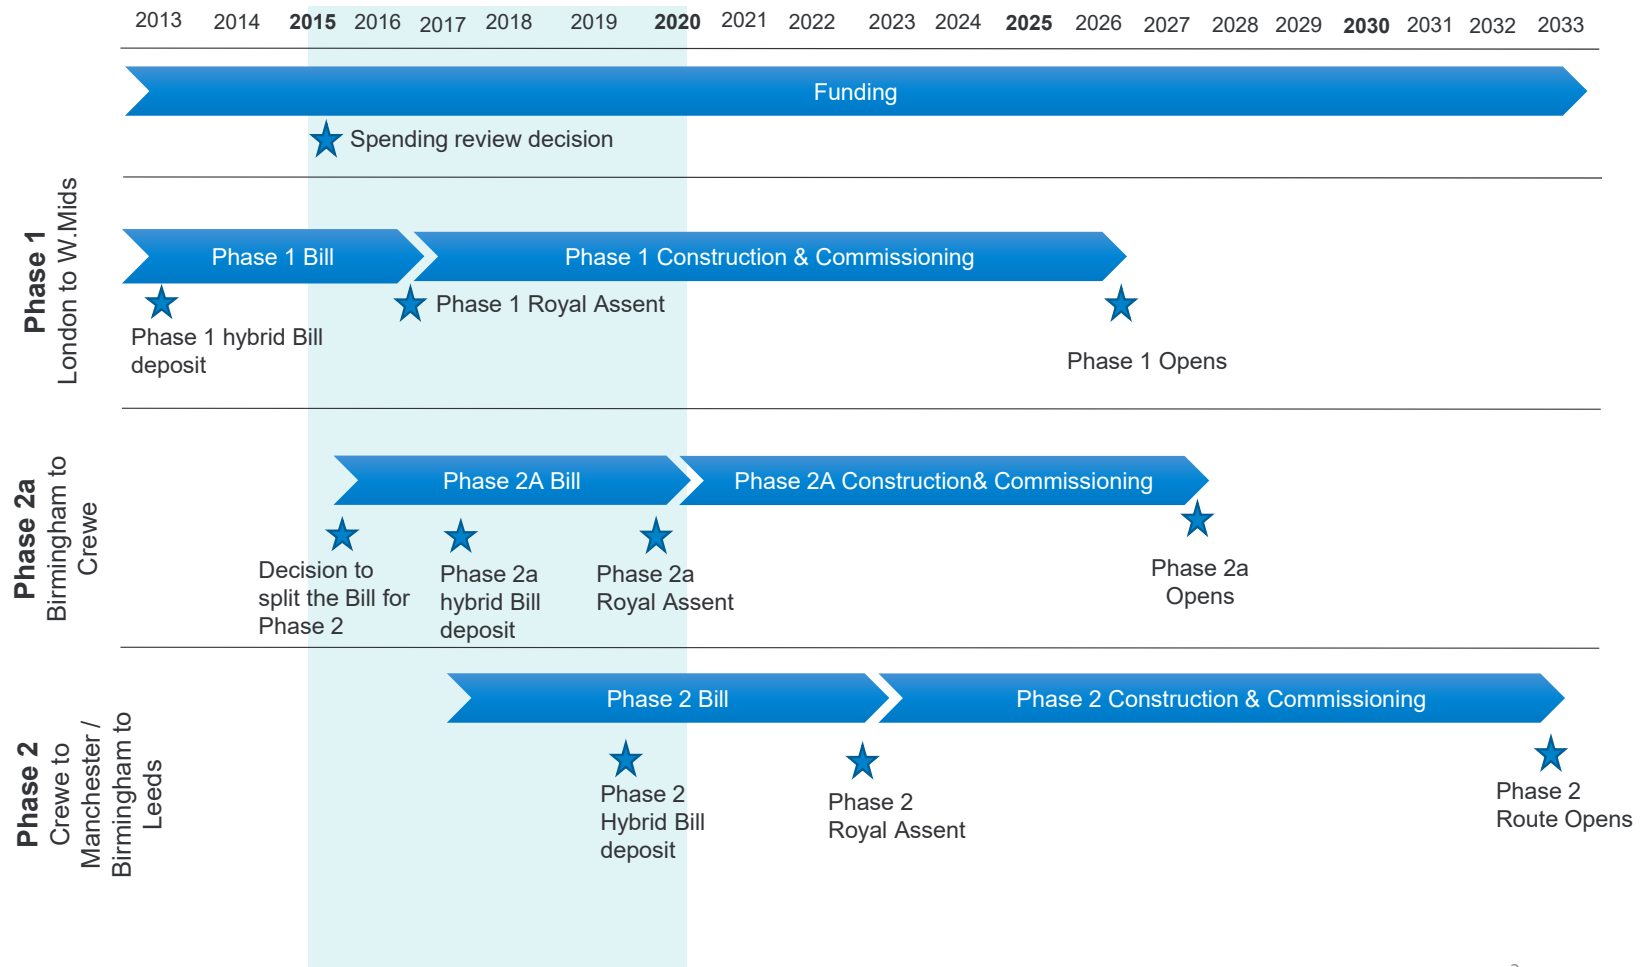 2013 2014 2015 2016 2017 2018 2019 2020 2021 2022 2023 2024 2025 2026 2027 2028 2029 2030 2031 2032 2033
Funding
Spending review decision
Phase 1
London to W.Mids
Phase 1 Bill
Phase 1 Construction & Commissioning
Phase 1 hybrid Bill
deposit
Phase 1 Royal Assent
Phase 1 Opens
Phase 2a
Birmingham to
Crewe
Phase 2A Bill
Phase 2A Construction& Commissioning
Decision to
split the Bill for
Phase 2
Phase 2a
hybrid Bill
deposit
Phase 2a
Royal Assent
Phase 2a
Opens
Phase 2
Crewe to
Manchester /
Birmingham to
Leeds
Phase 2 Bill
Phase 2 Construction & Commissioning
Phase 2
Hybrid Bill
deposit
Phase 2
Royal Assent
Phase 2
Route Opens